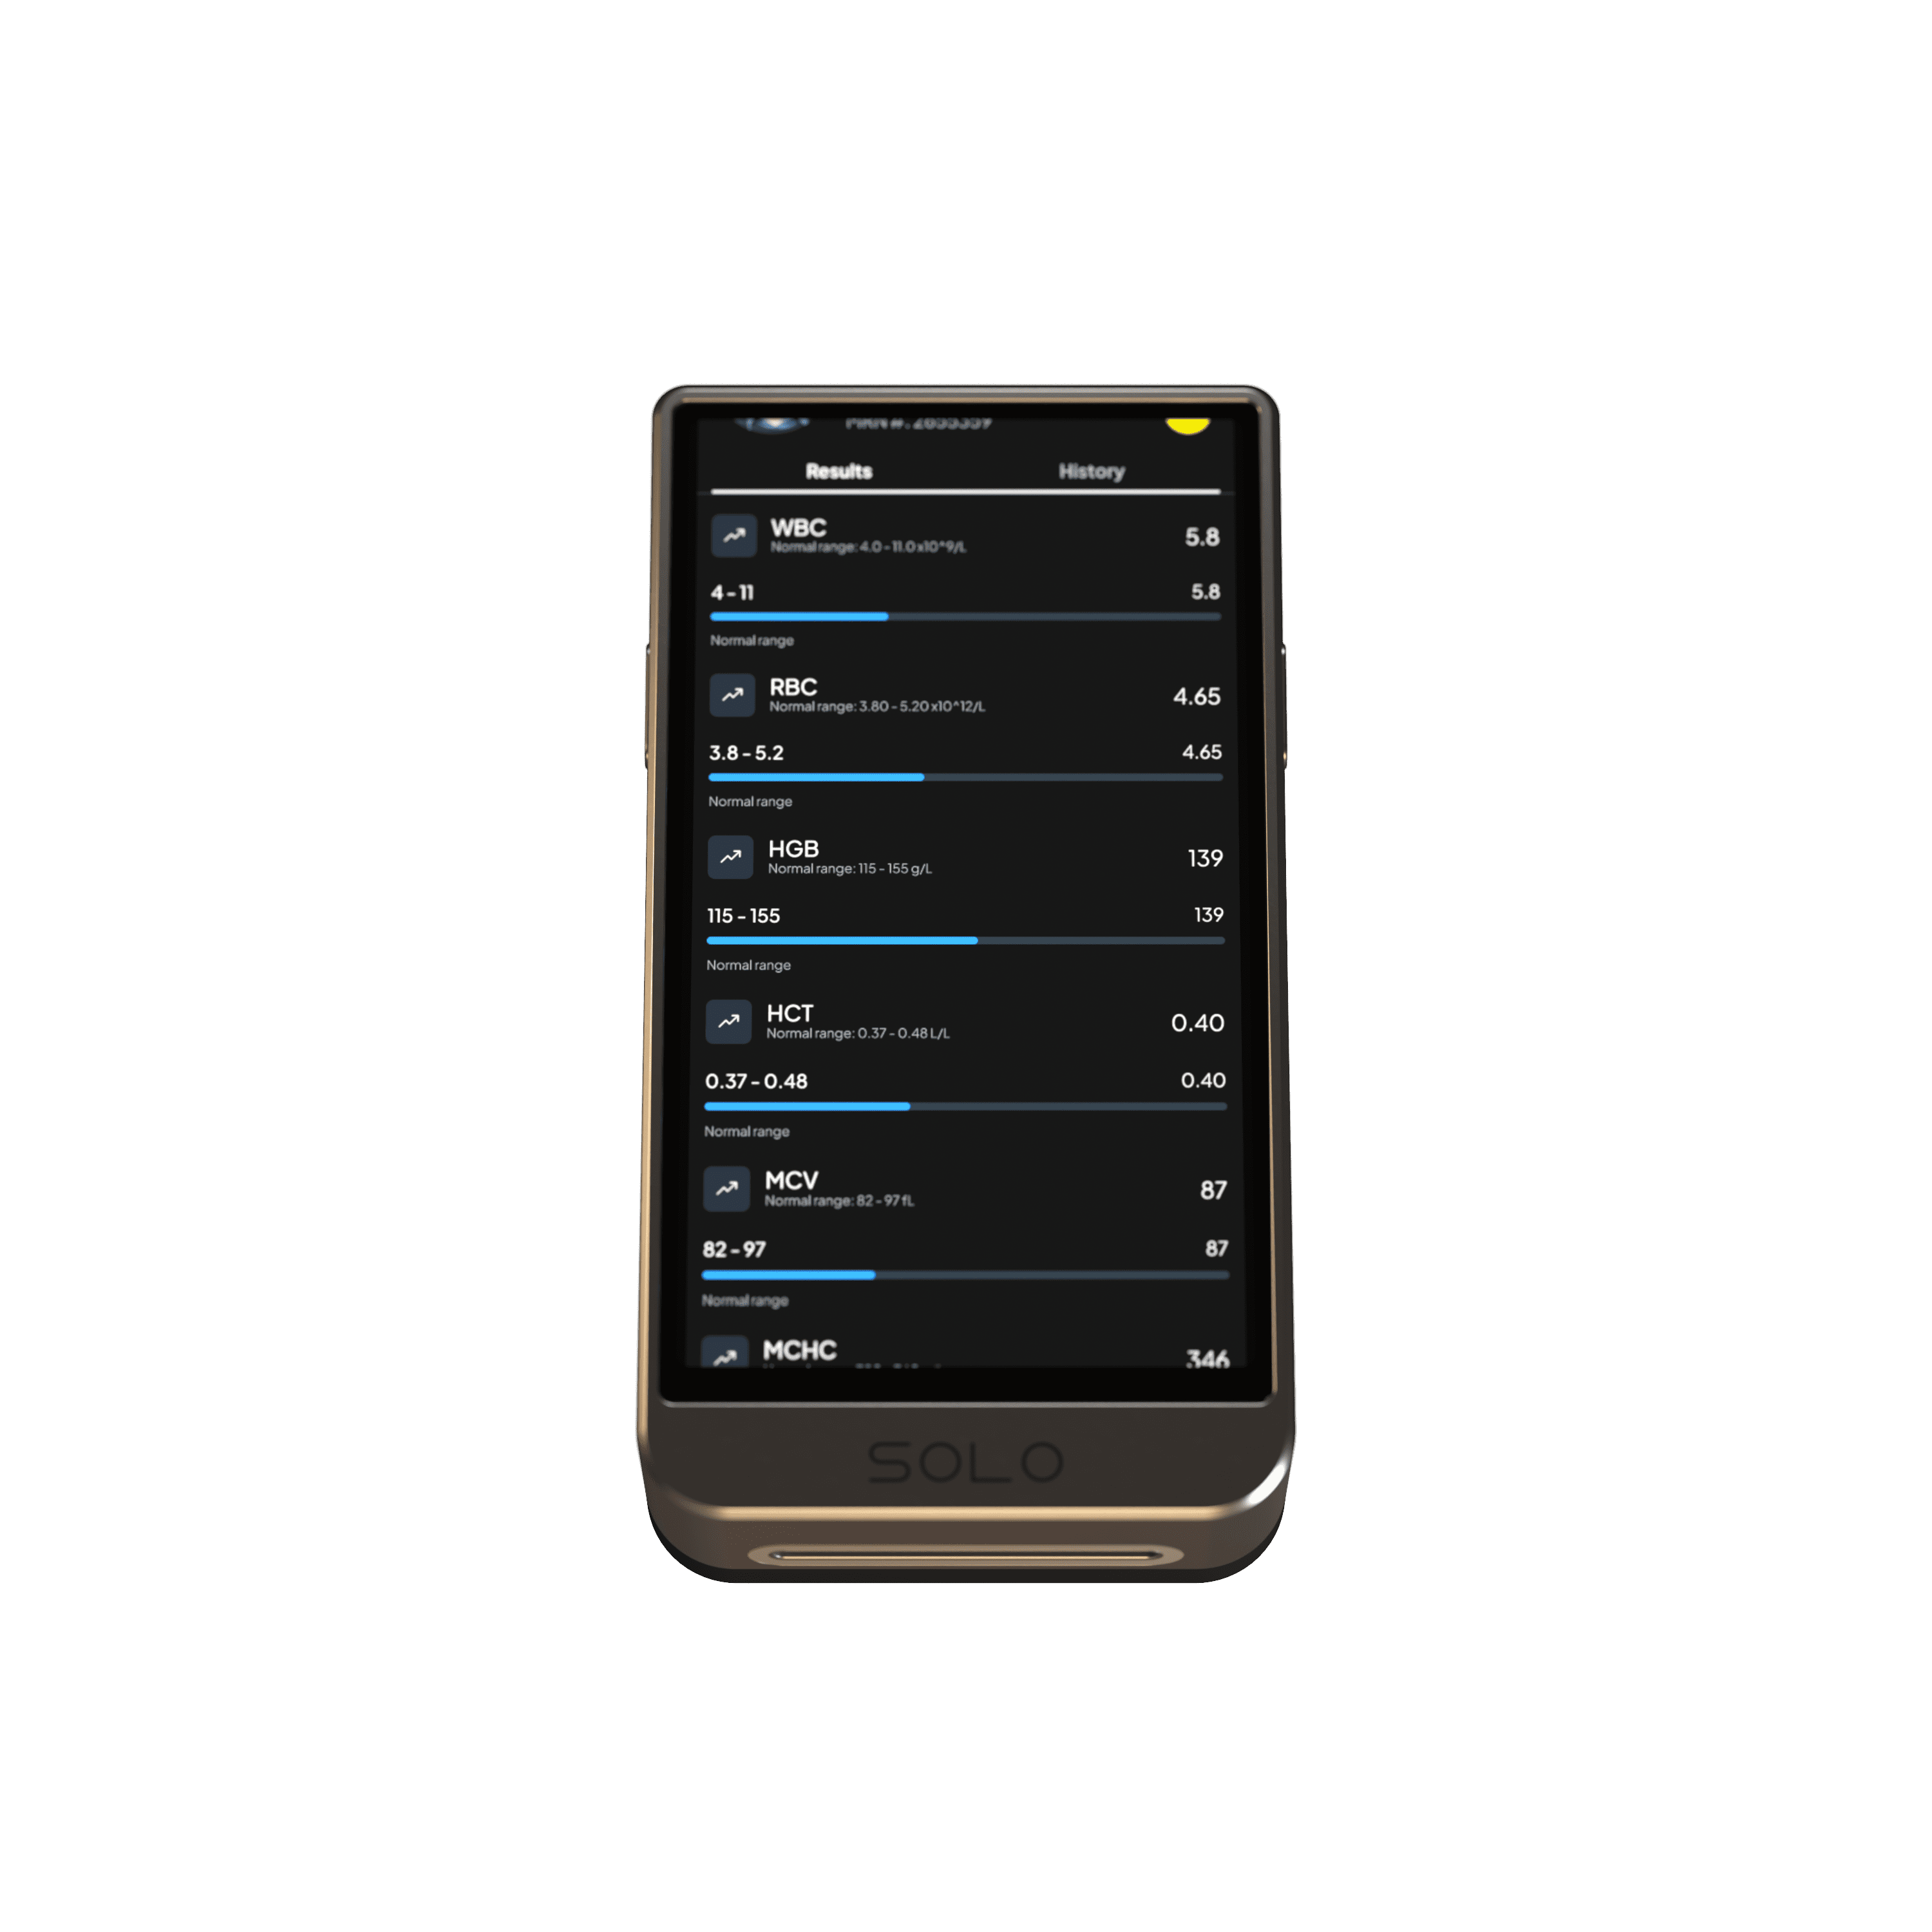 Results History
WBC
Normal range: 4.0 - 11.0 x10^9/L
5.8
4 - 11 5.8
Normal range
RBC
Normal range: 3.80 - 5.20 x10^12/L
4.65
3.8 - 5.2 4.65
Normal range
HGB
Normal range: 115 - 155 g/L
139
115 - 155 139
Normal range
HCT
Normal range: 0.37 - 0.48 L/L
0.40
0.37 - 0.48 0.40
Normal range
MCV
Normal range: 82 - 97 fL
87
82 - 97 87
Normal range
MCHC
346
SOLO